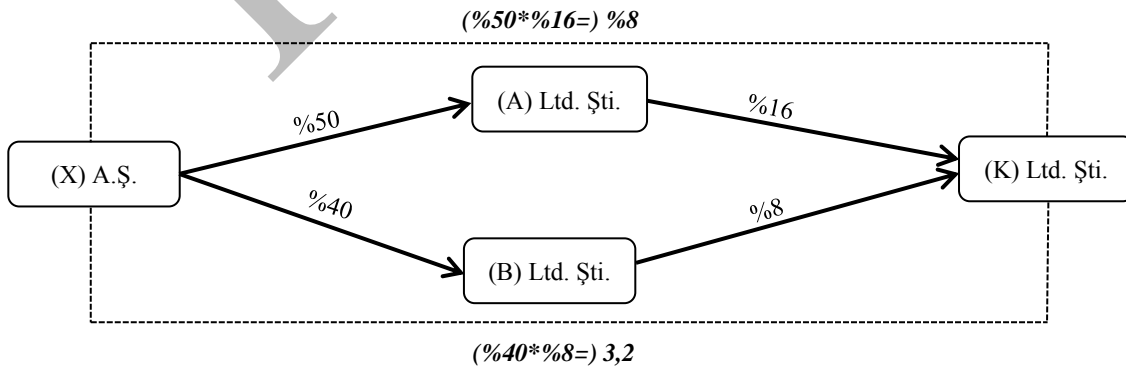 (%50*%16=) %8
(A) Ltd. Şti.
%50
%16
(X) A.Ş.
(K) Ltd. Şti.
%40
%8
(B) Ltd. Şti.
(%40*%8=) 3,2